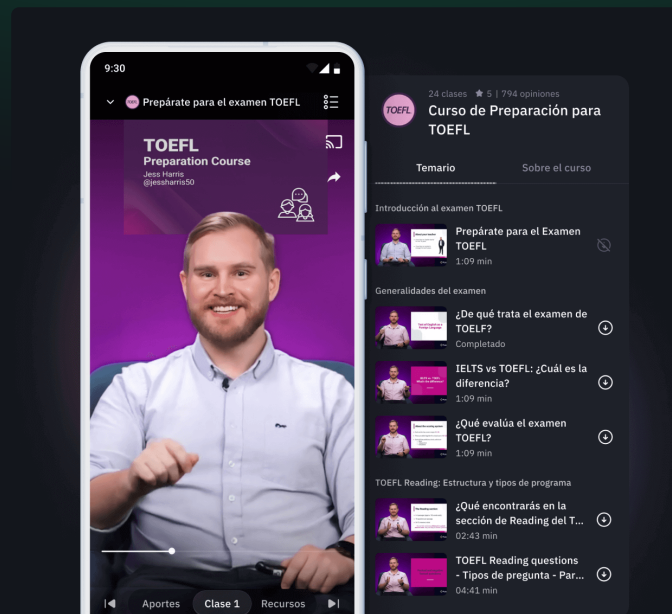 9:30
TOEFL
Prepárate para el examen TOEFL
TOEFL
Preparation Course
Jess Harris
@jessharris50
Aportes
Clase 1
Recursos
TOEFL
24 clases
5 | 794 opiniones
Curso de Preparación para
TOEFL
Temario
Sobre el curso
Introducción al examen TOEFL
Prepárate para el Examen
TOEFL
1:09 min
Generalidades del examen
¿De qué trata el examen de
TOELF?
Completado
IELTS vs TOEFL: ¿Cuál es la
diferencia?
1:09 min
¿Qué evalúa el examen
TOEFL?
1:09 min
TOEFL Reading: Estructura y tipos de programa
¿Qué encontrarás en la
sección de Reading del T...
02:43 min
TOEFL Reading questions
- Tipos de pregunta - Par...
04:41 min